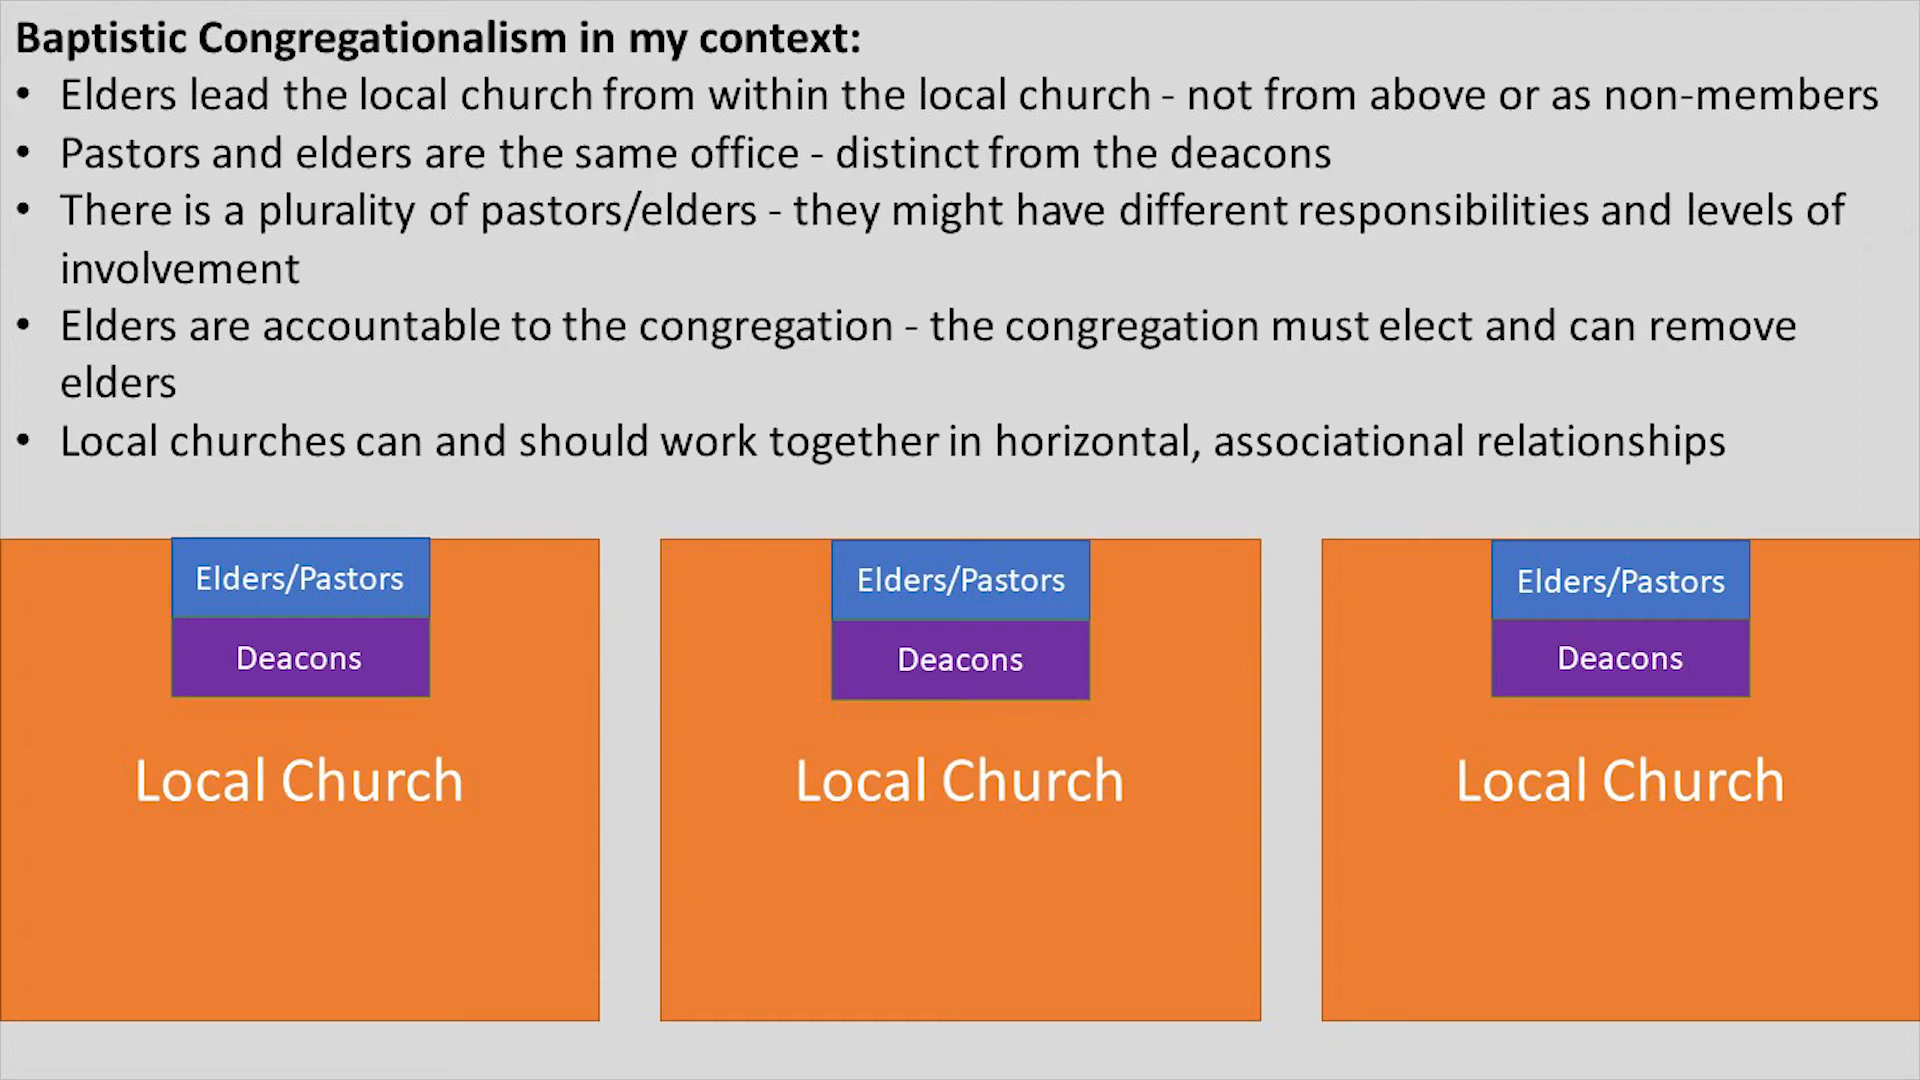 Baptistic Congregationalism in my context:
• Elders lead the local church from within the local church - not from above or as non-members
• Pastors and elders are the same office - distinct from the deacons
• There is a plurality of pastors/elders - they might have different responsibilities and levels of
involvement
• Elders are accountable to the congregation - the congregation must elect and can remove
elders
• Local churches can and should work together in horizontal, associational relationships
Elders/Pastors
Deacons
Local Church
Elders/Pastors
Deacons
Local Church
Elders/Pastors
Deacons
Local Church